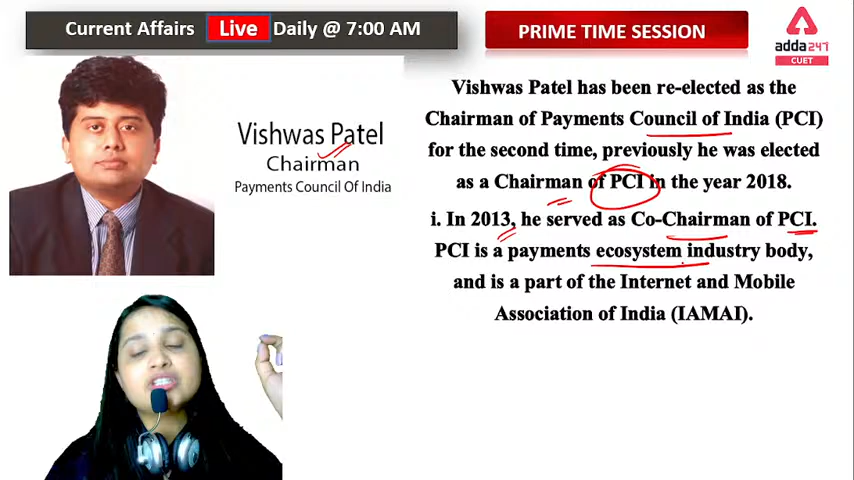 Current Affairs Live Daily @ 7:00 AM
PRIME TIME SESSION
adda247
CUET
Vishwas Patel
Chairman
Payments Council Of India
Vishwas Patel has been re-elected as the
Chairman of Payments Council of India (PCI)
for the second time, previously he was elected
as a Chairman of PCI in the year 2018.
i. In 2013, he served as Co-Chairman of PCI.
PCI is a payments ecosystem industry body,
and is a part of the Internet and Mobile
Association of India (IAMAI).